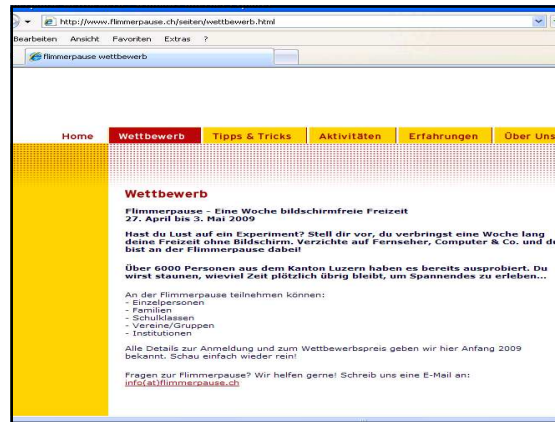 http://www.flimmerpause.ch/seiten/wettbewerb.html
Bearbeiten Ansicht Favoriten Extras ?
flimmerpause wettbewerb
Home Wettbewerb Tipps & Tricks Aktivitäten Erfahrungen Über Uns
Wettbewerb
Flimmerpause - Eine Woche bildschirmfreie Freizeit
27. April bis 3. Mai 2009
Hast du Lust auf ein Experiment? Stell dir vor, du verbringst eine Woche lang
deine Freizeit ohne Bildschirm. Verzichte auf Fernseher, Computer & Co. und du
bist an der Flimmerpause dabei!
Über 6000 Personen aus dem Kanton Luzern haben es bereits ausprobiert. Du
wirst staunen, wieviel Zeit plötzlich übrig bleibt, um Spannendes zu erleben...
An der Flimmerpause teilnehmen können:
- Einzelpersonen
- Familien
- Schulklassen
- Vereine/Gruppen
- Institutionen
Alle Details zur Anmeldung und zum Wettbewerbspreis geben wir hier Anfang 2009
bekannt. Schau einfach wieder rein!
Fragen zur Flimmerpause? Wir helfen gerne! Schreib uns eine E-Mail an:
info(at)flimmerpause.ch